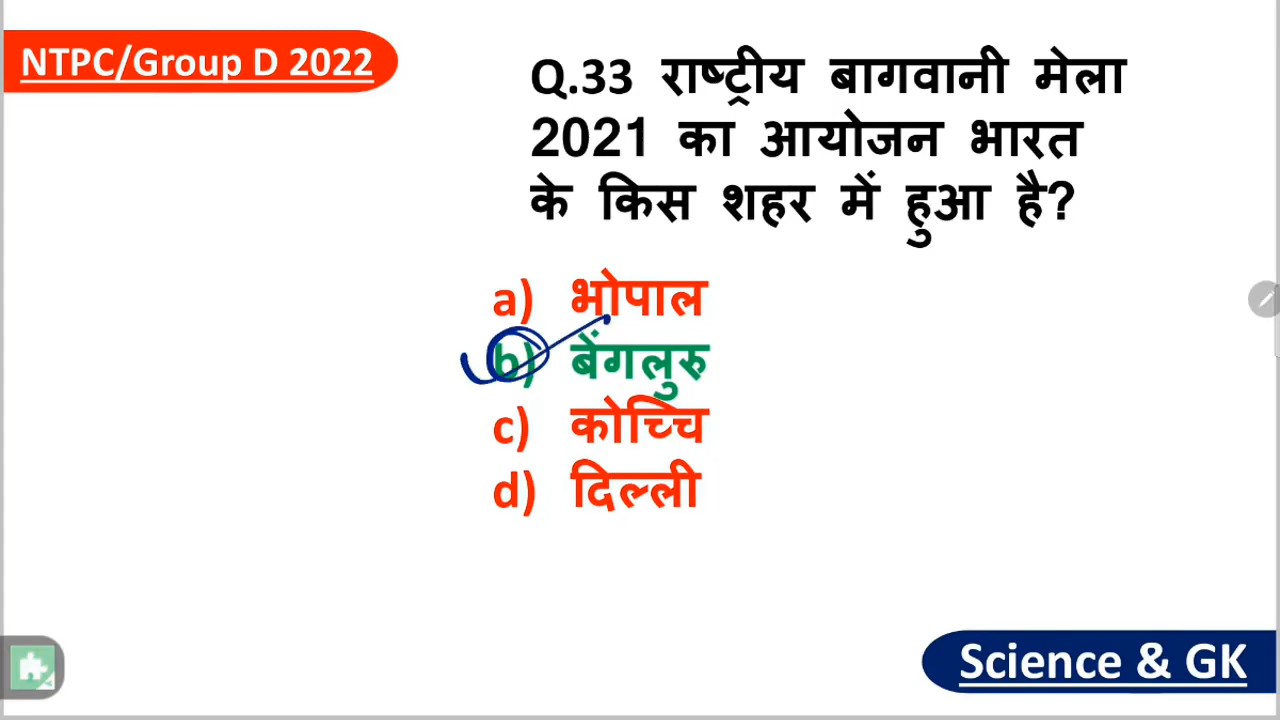 NTPC/Group D 2022
Q.33 राष्ट्रीय बागवानी मेला
2021 का आयोजन भारत
के किस शहर में हुआ है?
a) भोपाल
b) बेंगलुरु
c) कोच्चि
d) दिल्ली
Science & GK